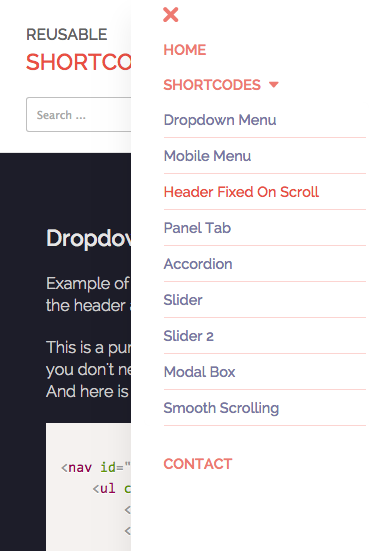 REUSABLE
SHORTCO
Search ...
Dropdov
Example of
the header a
This is a pur
you don't ne
And here is
<nav id="
<ul c
<
<
HOME
SHORTCODES
Dropdown Menu
Mobile Menu
Header Fixed On Scroll
Panel Tab
Accordion
Slider
Slider 2
Modal Box
Smooth Scrolling
CONTACT